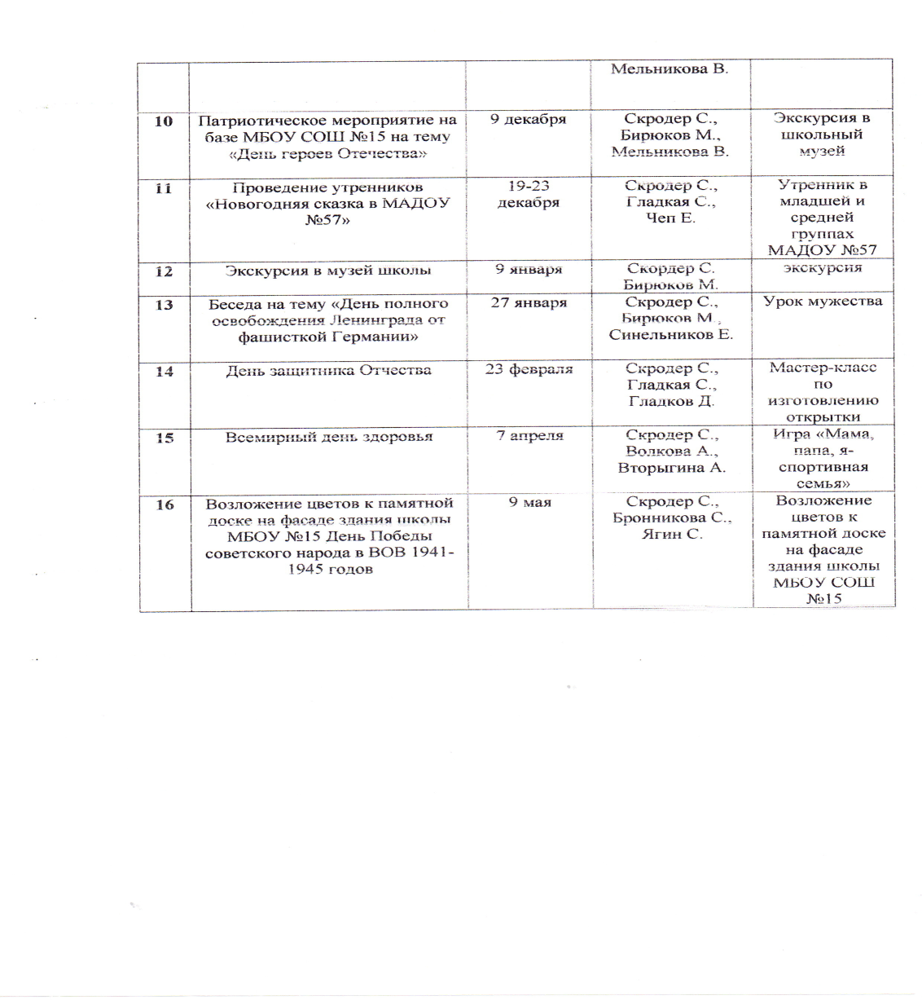 Мельникова В.
10
Патриотическое мероприятие на
базе МБОУ СОШ №15 на тему
«День героев Отечества»
9 декабря
Скродер С.,
Бирюков М.,
Мельникова В.
Экскурсия в
школьный
музей
11
Проведение утренников
«Новогодняя сказка в МАДОУ
№57»
19-23
декабря
Скродер С.,
Гладкая С.,
Чеп Е.
Утренник в
младшей и
средней
группах
МАДОУ №57
12
Экскурсия в музей школы
9 января
Скордер С.
Бирюков М.
экскурсия
13
Беседа на тему «День полного
освобождения Ленинграда от
фашисткой Германии»
27 января
Скродер С.,
Бирюков М.,
Синельников Е.
Урок мужества
14
День защитника Отчества
23 февраля
Скродер С.,
Гладкая С.,
Гладков Д.
Мастер-класс
по
изготовлению
открытки
15
Всемирный день здоровья
7 апреля
Скродер С.,
Волкова А.,
Вторыгина А.
Игра «Мама,
папа, я-
спортивная
семья»
16
Возложение цветов к памятной
доске на фасаде здания школы
МБОУ №15 День Победы
советского народа в ВОВ 1941-
1945 годов
9 мая
Скродер С.,
Бронникова С.,
Ягин С.
Возложение
цветов к
памятной доске
на фасаде
здания школы
МБОУ СОШ
№15